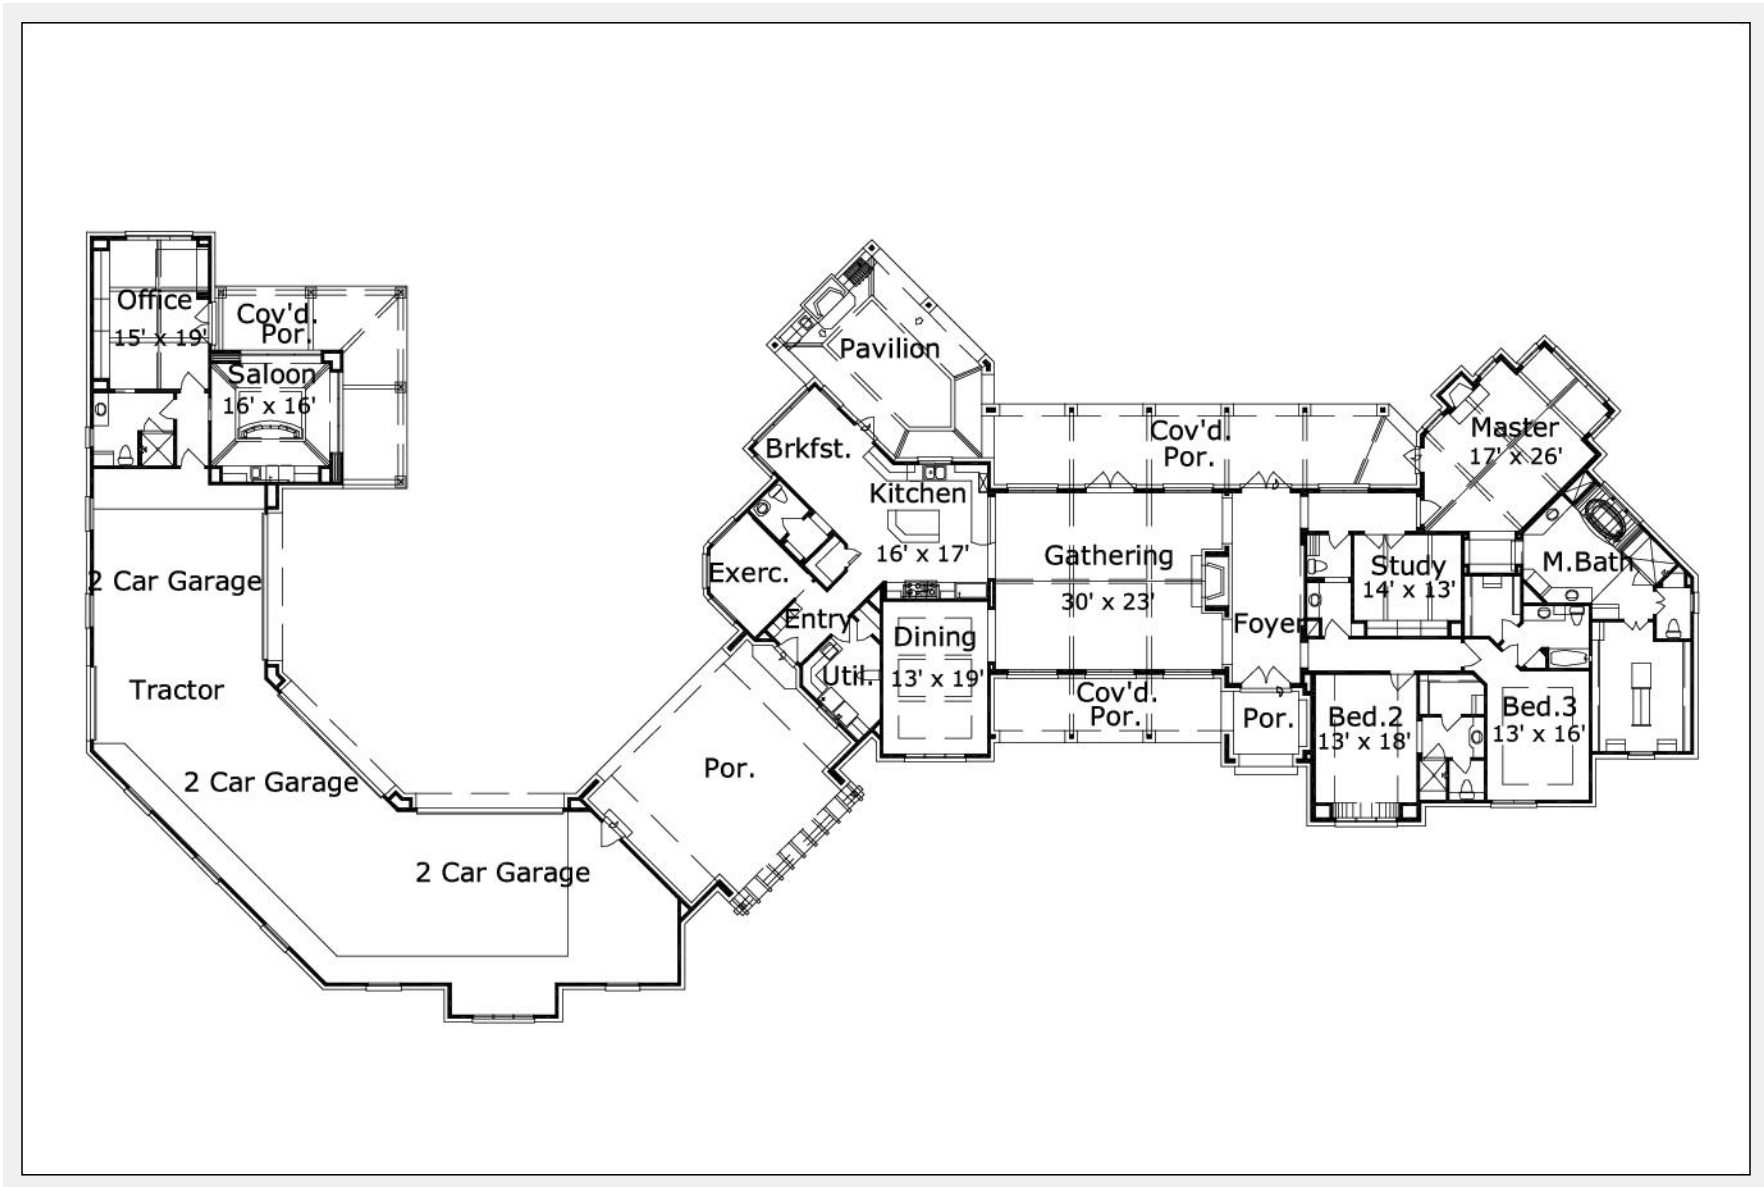 Office
15' x 19'
Cov'd.
Por.
Saloon
16' x 16'
2 Car Garage
Tractor
2 Car Garage
2 Car Garage
Por.
Pavilion
Brkfst.
Kitchen
16' x 17'
Exerc.
Entry
Util.
Dining
13' x 19'
Cov'd.
Por.
Gathering
30' x 23'
Foyer
Cov'd.
Por.
Por.
Master
17' x 26'
M.Bath
Study
14' x 13'
Bed.2
13' x 18'
Bed.3
13' x 16'